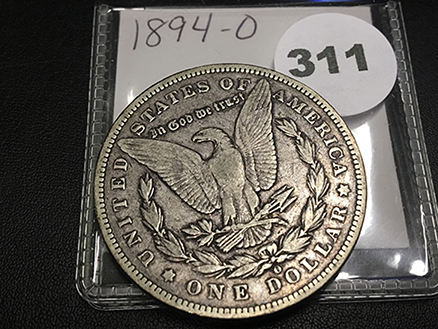 1894-O
311
UNITED STATES OF AMERICA
In God we trust
ONE DOLLAR
O